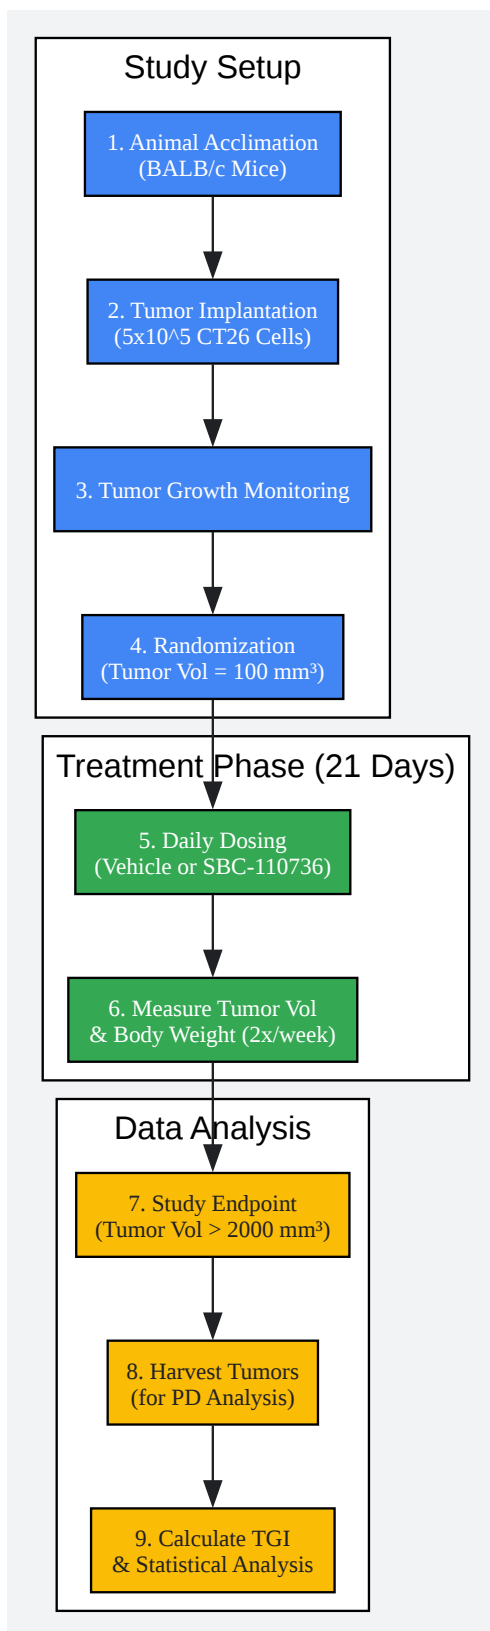 Study Setup
1. Animal Acclimation
(BALB/c Mice)
2. Tumor Implantation
(5x10^5 CT26 Cells)
3. Tumor Growth Monitoring
4. Randomization
(Tumor Vol = 100 mm³)
Treatment Phase (21 Days)
5. Daily Dosing
(Vehicle or SBC-110736)
6. Measure Tumor Vol
& Body Weight (2x/week)
Data Analysis
7. Study Endpoint
(Tumor Vol > 2000 mm³)
8. Harvest Tumors
(for PD Analysis)
9. Calculate TGI
& Statistical Analysis